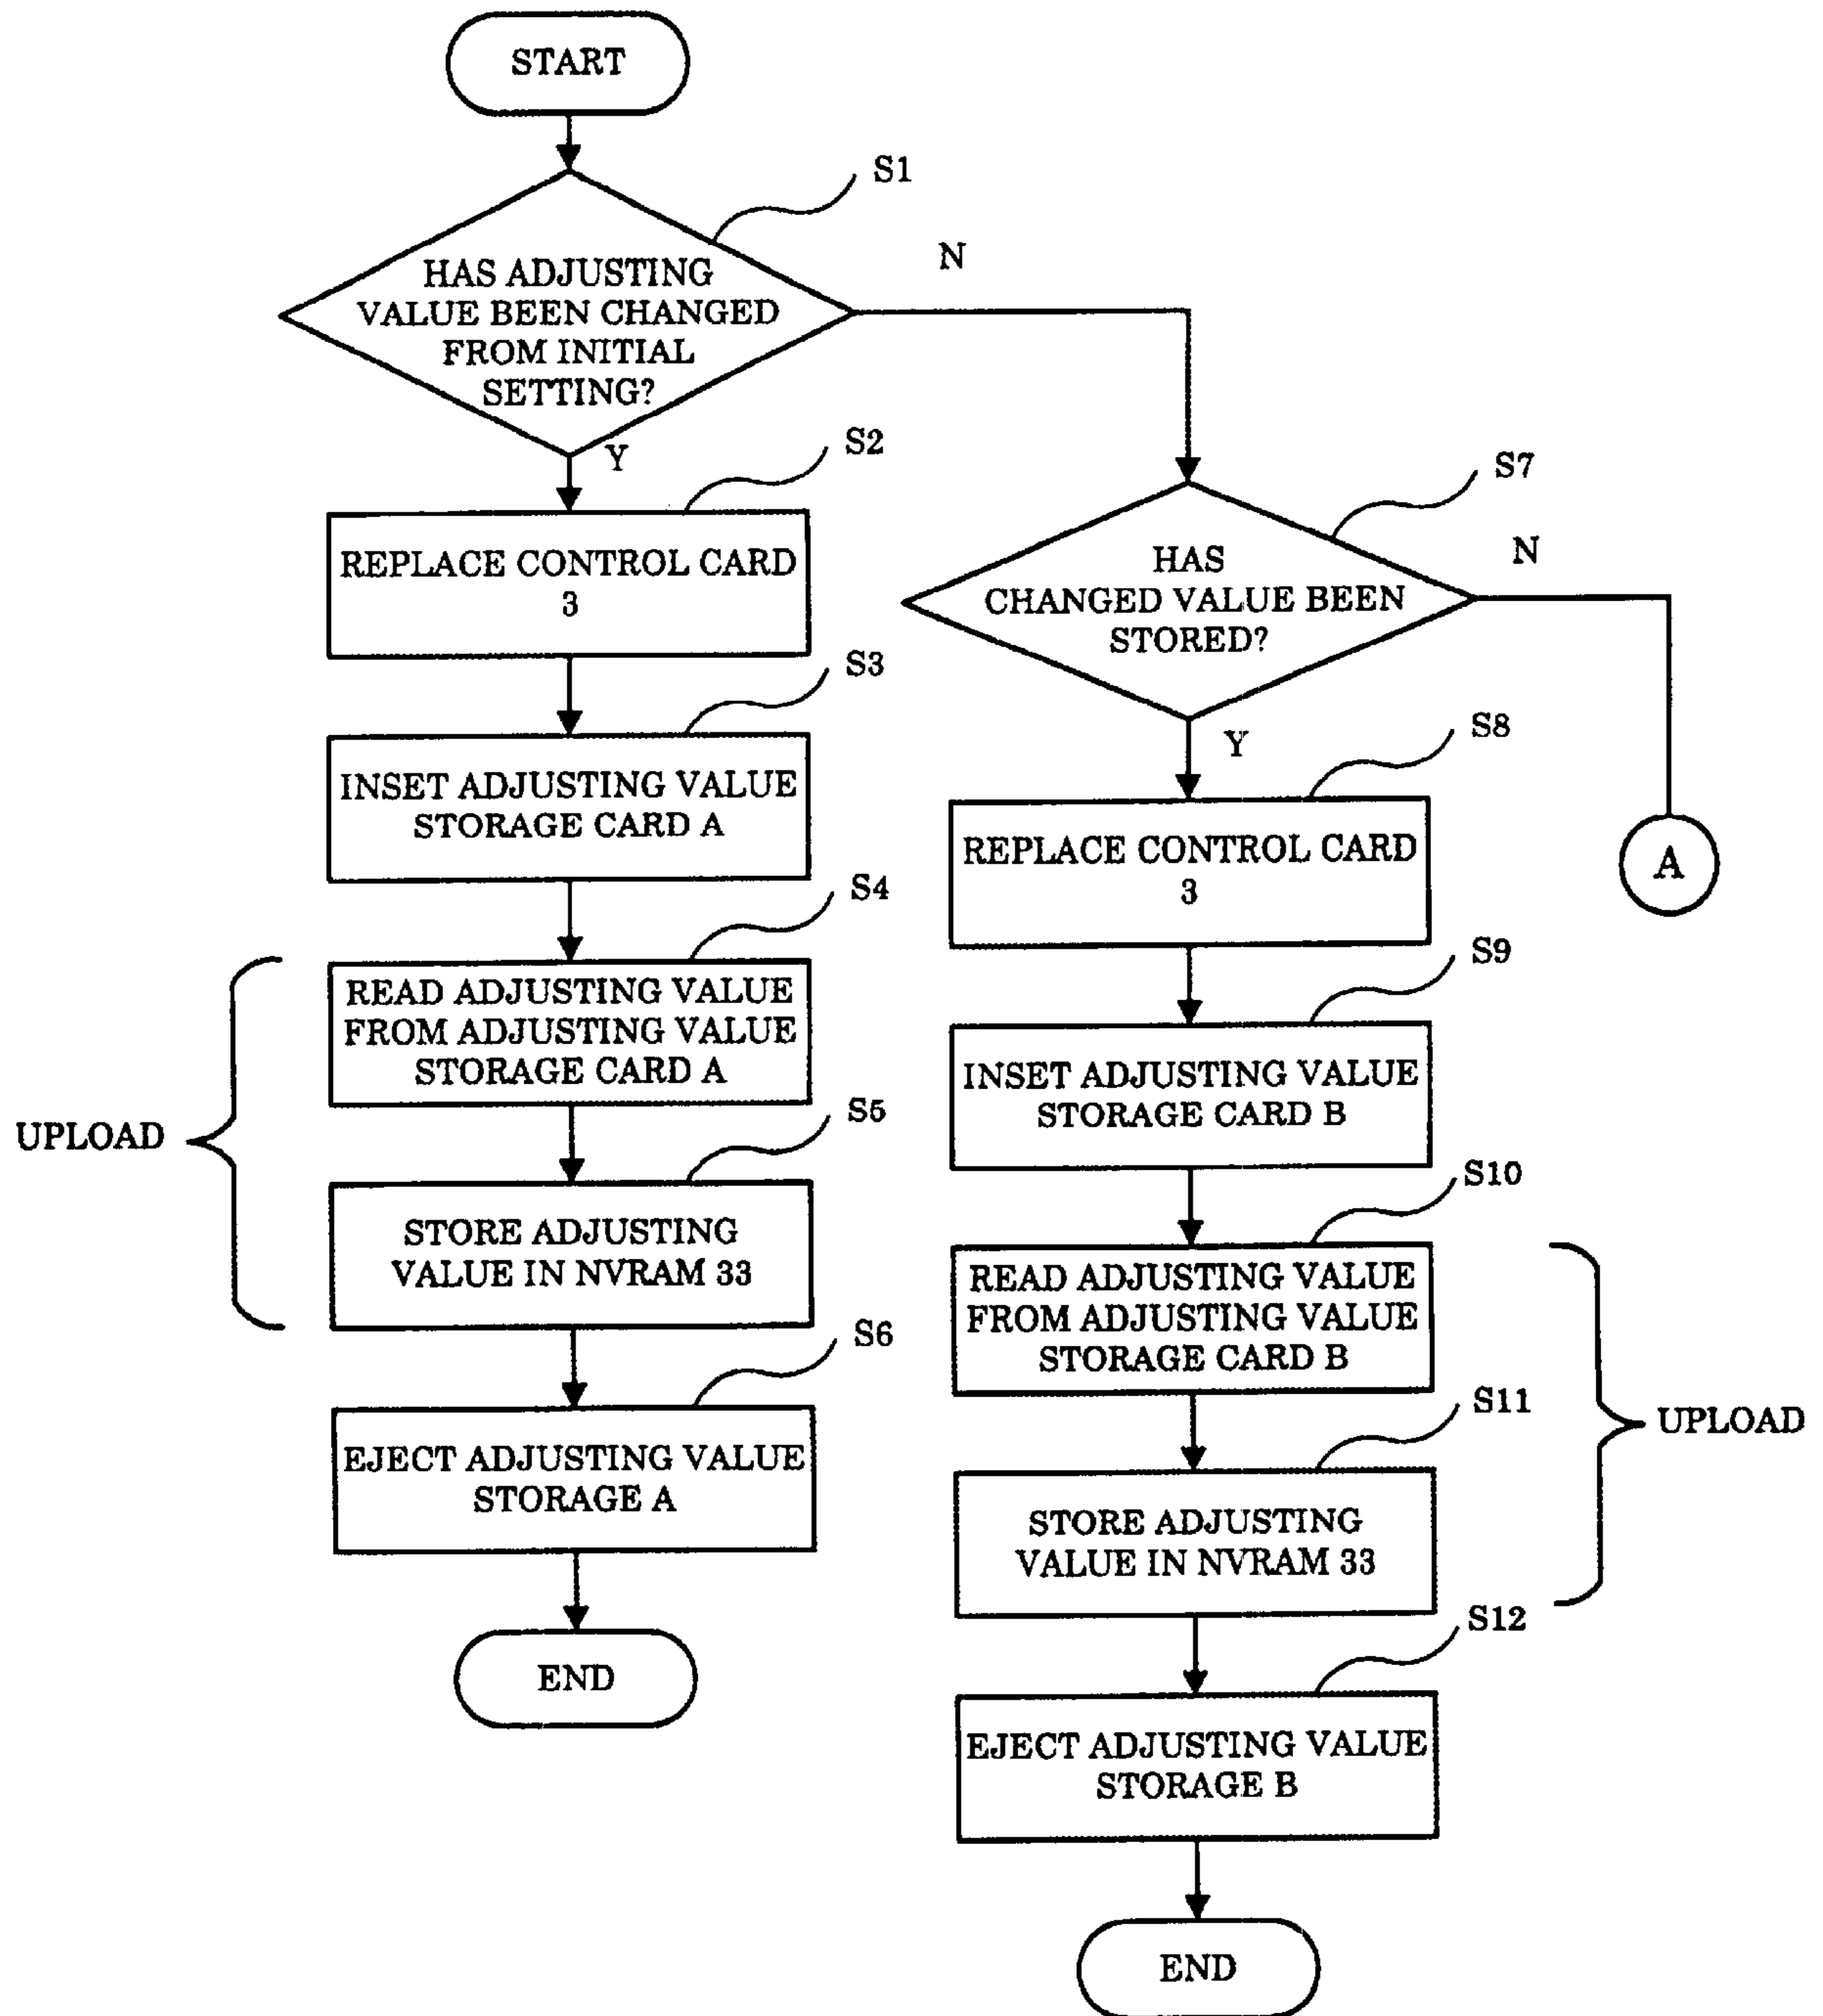 START
S1
N
HAS ADJUSTING
VALUE BEEN CHANGED
FROM INITIAL
SETTING?
Y
S2
REPLACE CONTROL CARD
3
S3
INSET ADJUSTING VALUE
STORAGE CARD A
S4
READ ADJUSTING VALUE
FROM ADJUSTING VALUE
STORAGE CARD A
UPLOAD
S5
STORE ADJUSTING
VALUE IN NVRAM 33
S6
EJECT ADJUSTING VALUE
STORAGE A
END
S7
N
HAS
CHANGED VALUE BEEN
STORED?
Y
A
S8
REPLACE CONTROL CARD
3
S9
INSET ADJUSTING VALUE
STORAGE CARD B
S10
READ ADJUSTING VALUE
FROM ADJUSTING VALUE
STORAGE CARD B
UPLOAD
S11
STORE ADJUSTING
VALUE IN NVRAM 33
S12
EJECT ADJUSTING VALUE
STORAGE B
END